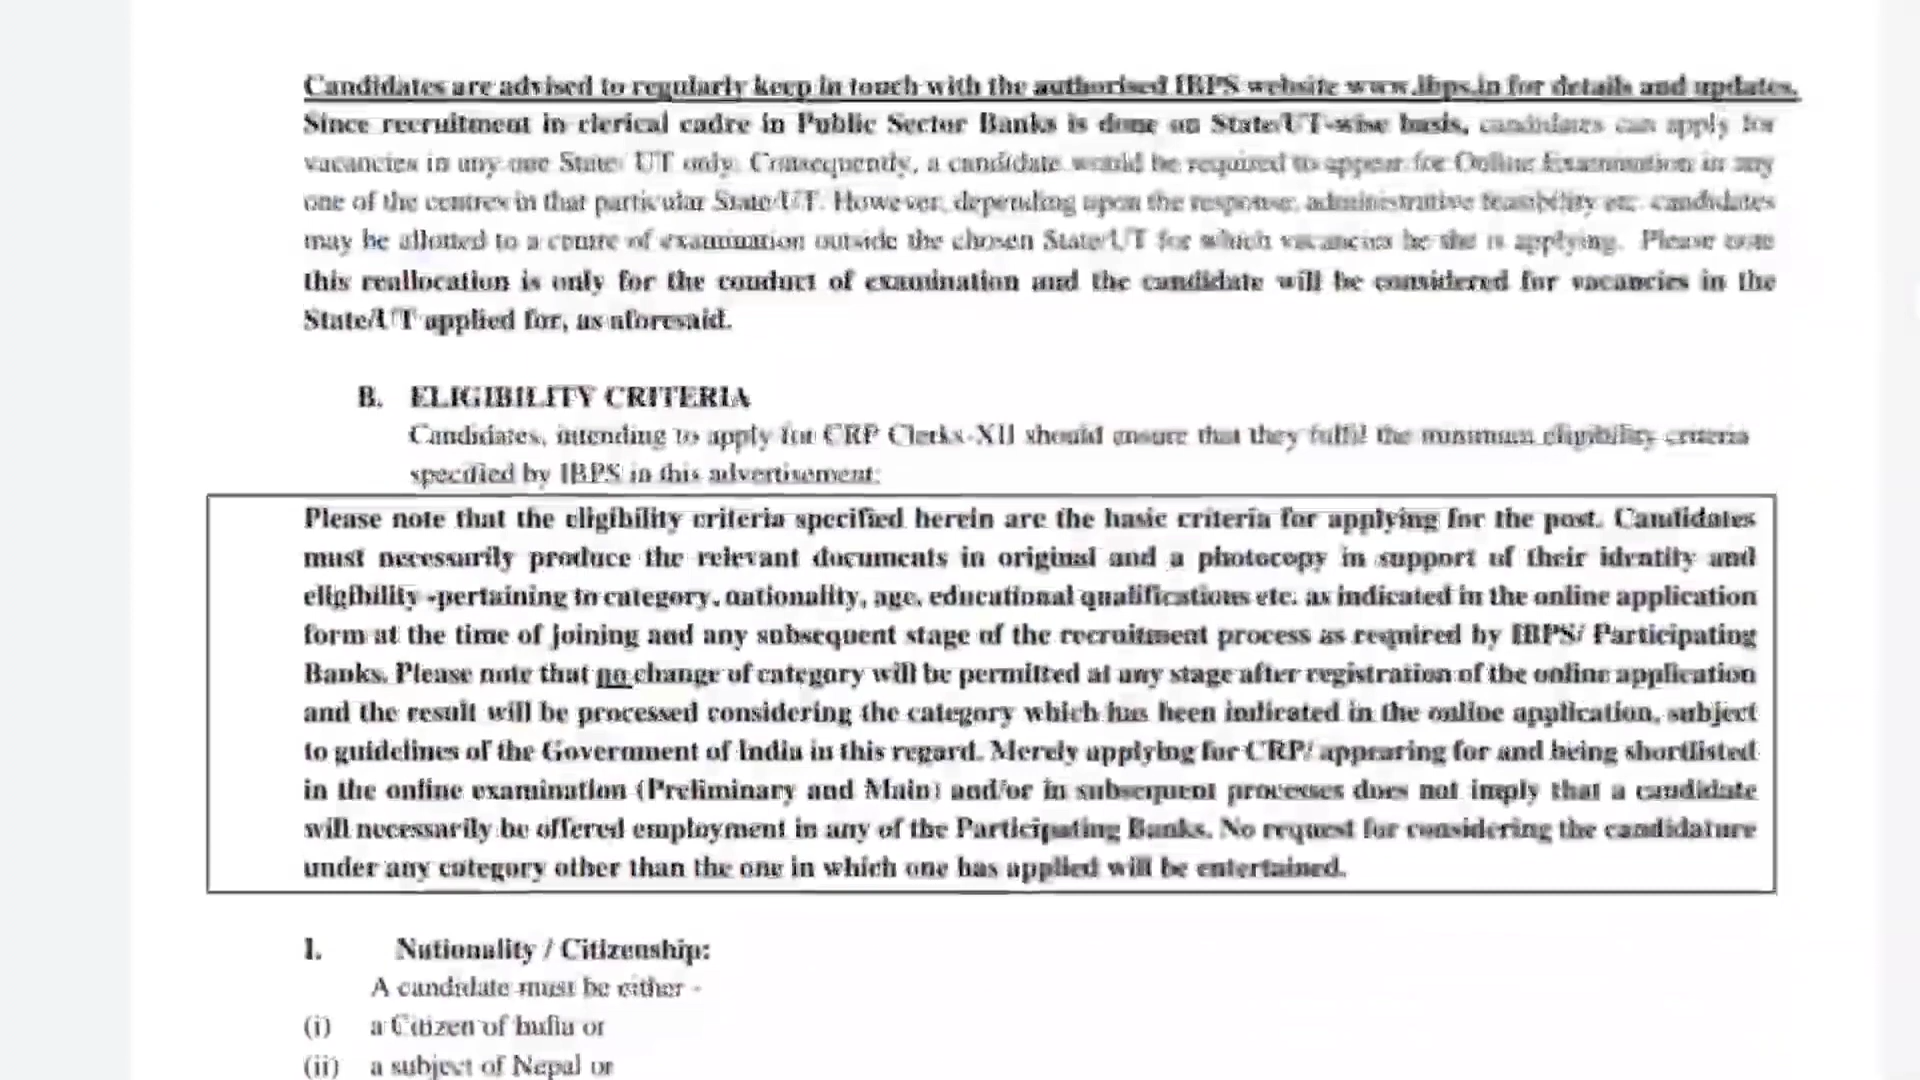 Candidates are advised to regularly keep in touch with the authorised IBPS website www.ibps.in for details and updates.
Since recruitment in clerical cadre in Public Sector Banks is done on State/UT-wise basis, candidates can apply for
vacancies in any one State/ UT only. Consequently, a candidate would be required to appear for Online Examination in any
one of the centres in that particular State/UT. However, depending upon the response, administrative feasibility etc. candidates
may be allotted to a centre of examination outside the chosen State/UT for which vacancies he/she is applying. Please note
this reallocation is only for the conduct of examination and the candidate will be considered for vacancies in the
State/UT applied for, as aforesaid.
B. ELIGIBILITY CRITERIA
Candidates, intending to apply for CRP Clerks-XII should ensure that they fulfil the minimum eligibility criteria
specified by IBPS in this advertisement:
Please note that the eligibility criteria specified herein are the basic criteria for applying for the post. Candidates
must necessarily produce the relevant documents in original and a photocopy in support of their identity and
eligibility -pertaining to category, nationality, age, educational qualifications etc. as indicated in the online application
form at the time of joining and any subsequent stage of the recruitment process as required by IBPS/ Participating
Banks. Please note that no change of category will be permitted at any stage after registration of the online application
and the result will be processed considering the category which has been indicated in the online application, subject
to guidelines of the Government of India in this regard. Merely applying for CRP/ appearing for and being shortlisted
in the online examination (Preliminary and Main) and/or in subsequent processes does not imply that a candidate
will necessarily be offered employment in any of the Participating Banks. No request for considering the candidature
under any category other than the one in which one has applied will be entertained.
I. Nationality / Citizenship:
A candidate must be either -
(i) a Citizen of India or
(ii) a subject of Nepal or